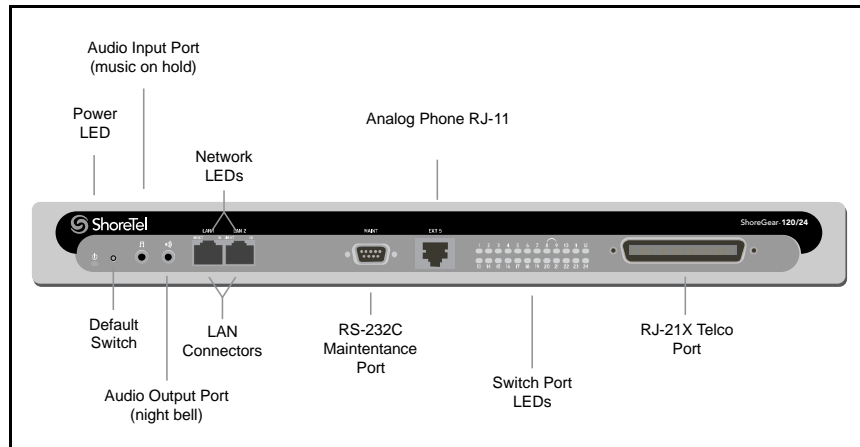 Audio Input Port
(music on hold)
Power
LED
Analog Phone RJ-11
Network
LEDs
ShoreTel
ShoreGear-120/24
LAN 2
MAINT
EXT 5
Default
Switch
LAN
Connectors
RS-232C
Maintentance
Port
RJ-21X Telco
Port
Audio Output Port
(night bell)
Switch Port
LEDs